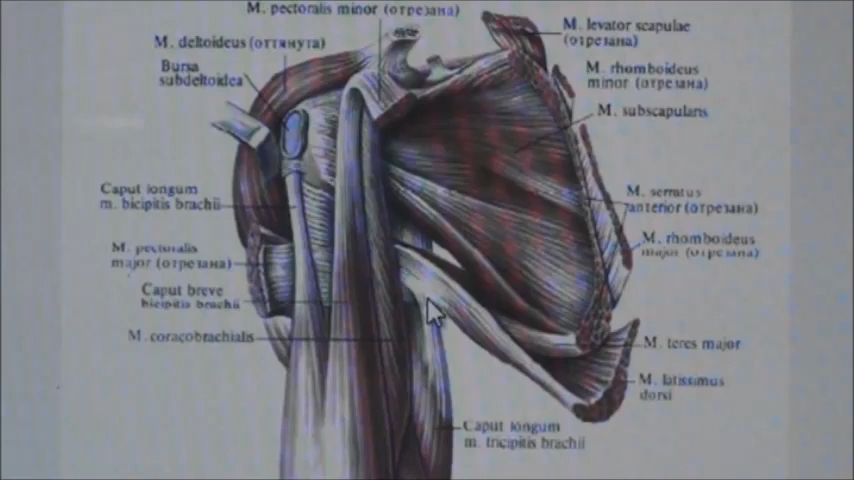 M. pectoralis minor (отрезана)
M. deltoideus (оттянута)
Bursa
subdeltoidea
Caput longum
m. bicipitis brachii
M. pectoralis
major (отрезана)
Caput breve
bicipitis brachii
M. coracobrachialis
M. levator scapulae
(отрезана)
M. rhomboideus
minor (отрезана)
M. subscapularis
M. serratus
anterior (отрезана)
M. rhomboideus
major (отрезана)
M. teres major
M. latissimus
dorsi
Caput longum
m. tricipitis brachii